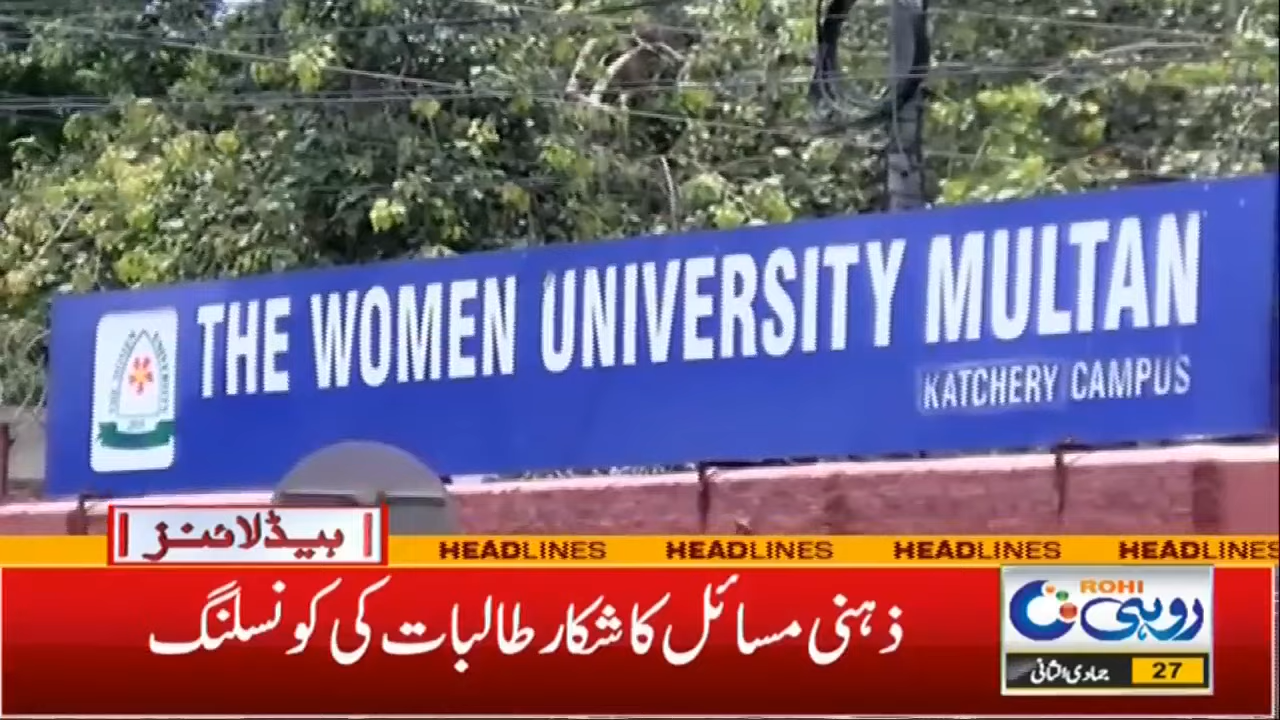 THE WOMEN UNIVERSITY MULTAN
KATCHERY CAMPUS
ہیڈلائنز
HEADLINES HEADLINES HEADLINES HEADLINES
ذہنی مسائل کا شکار طالبات کی کونسلنگ
ROHI
روہی
جمادی الثانی 27